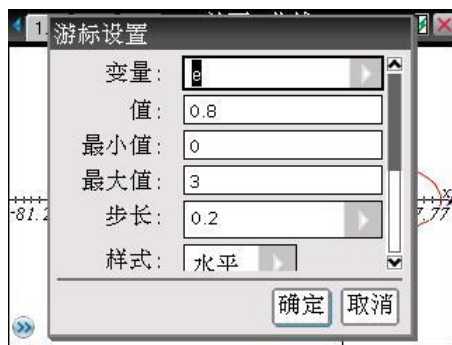 1.
游标设置
变量: e
值: 0.8
最小值: 0
最大值: 3
步长: 0.2
样式: 水平
确定 取消
-81.2
7.77
x